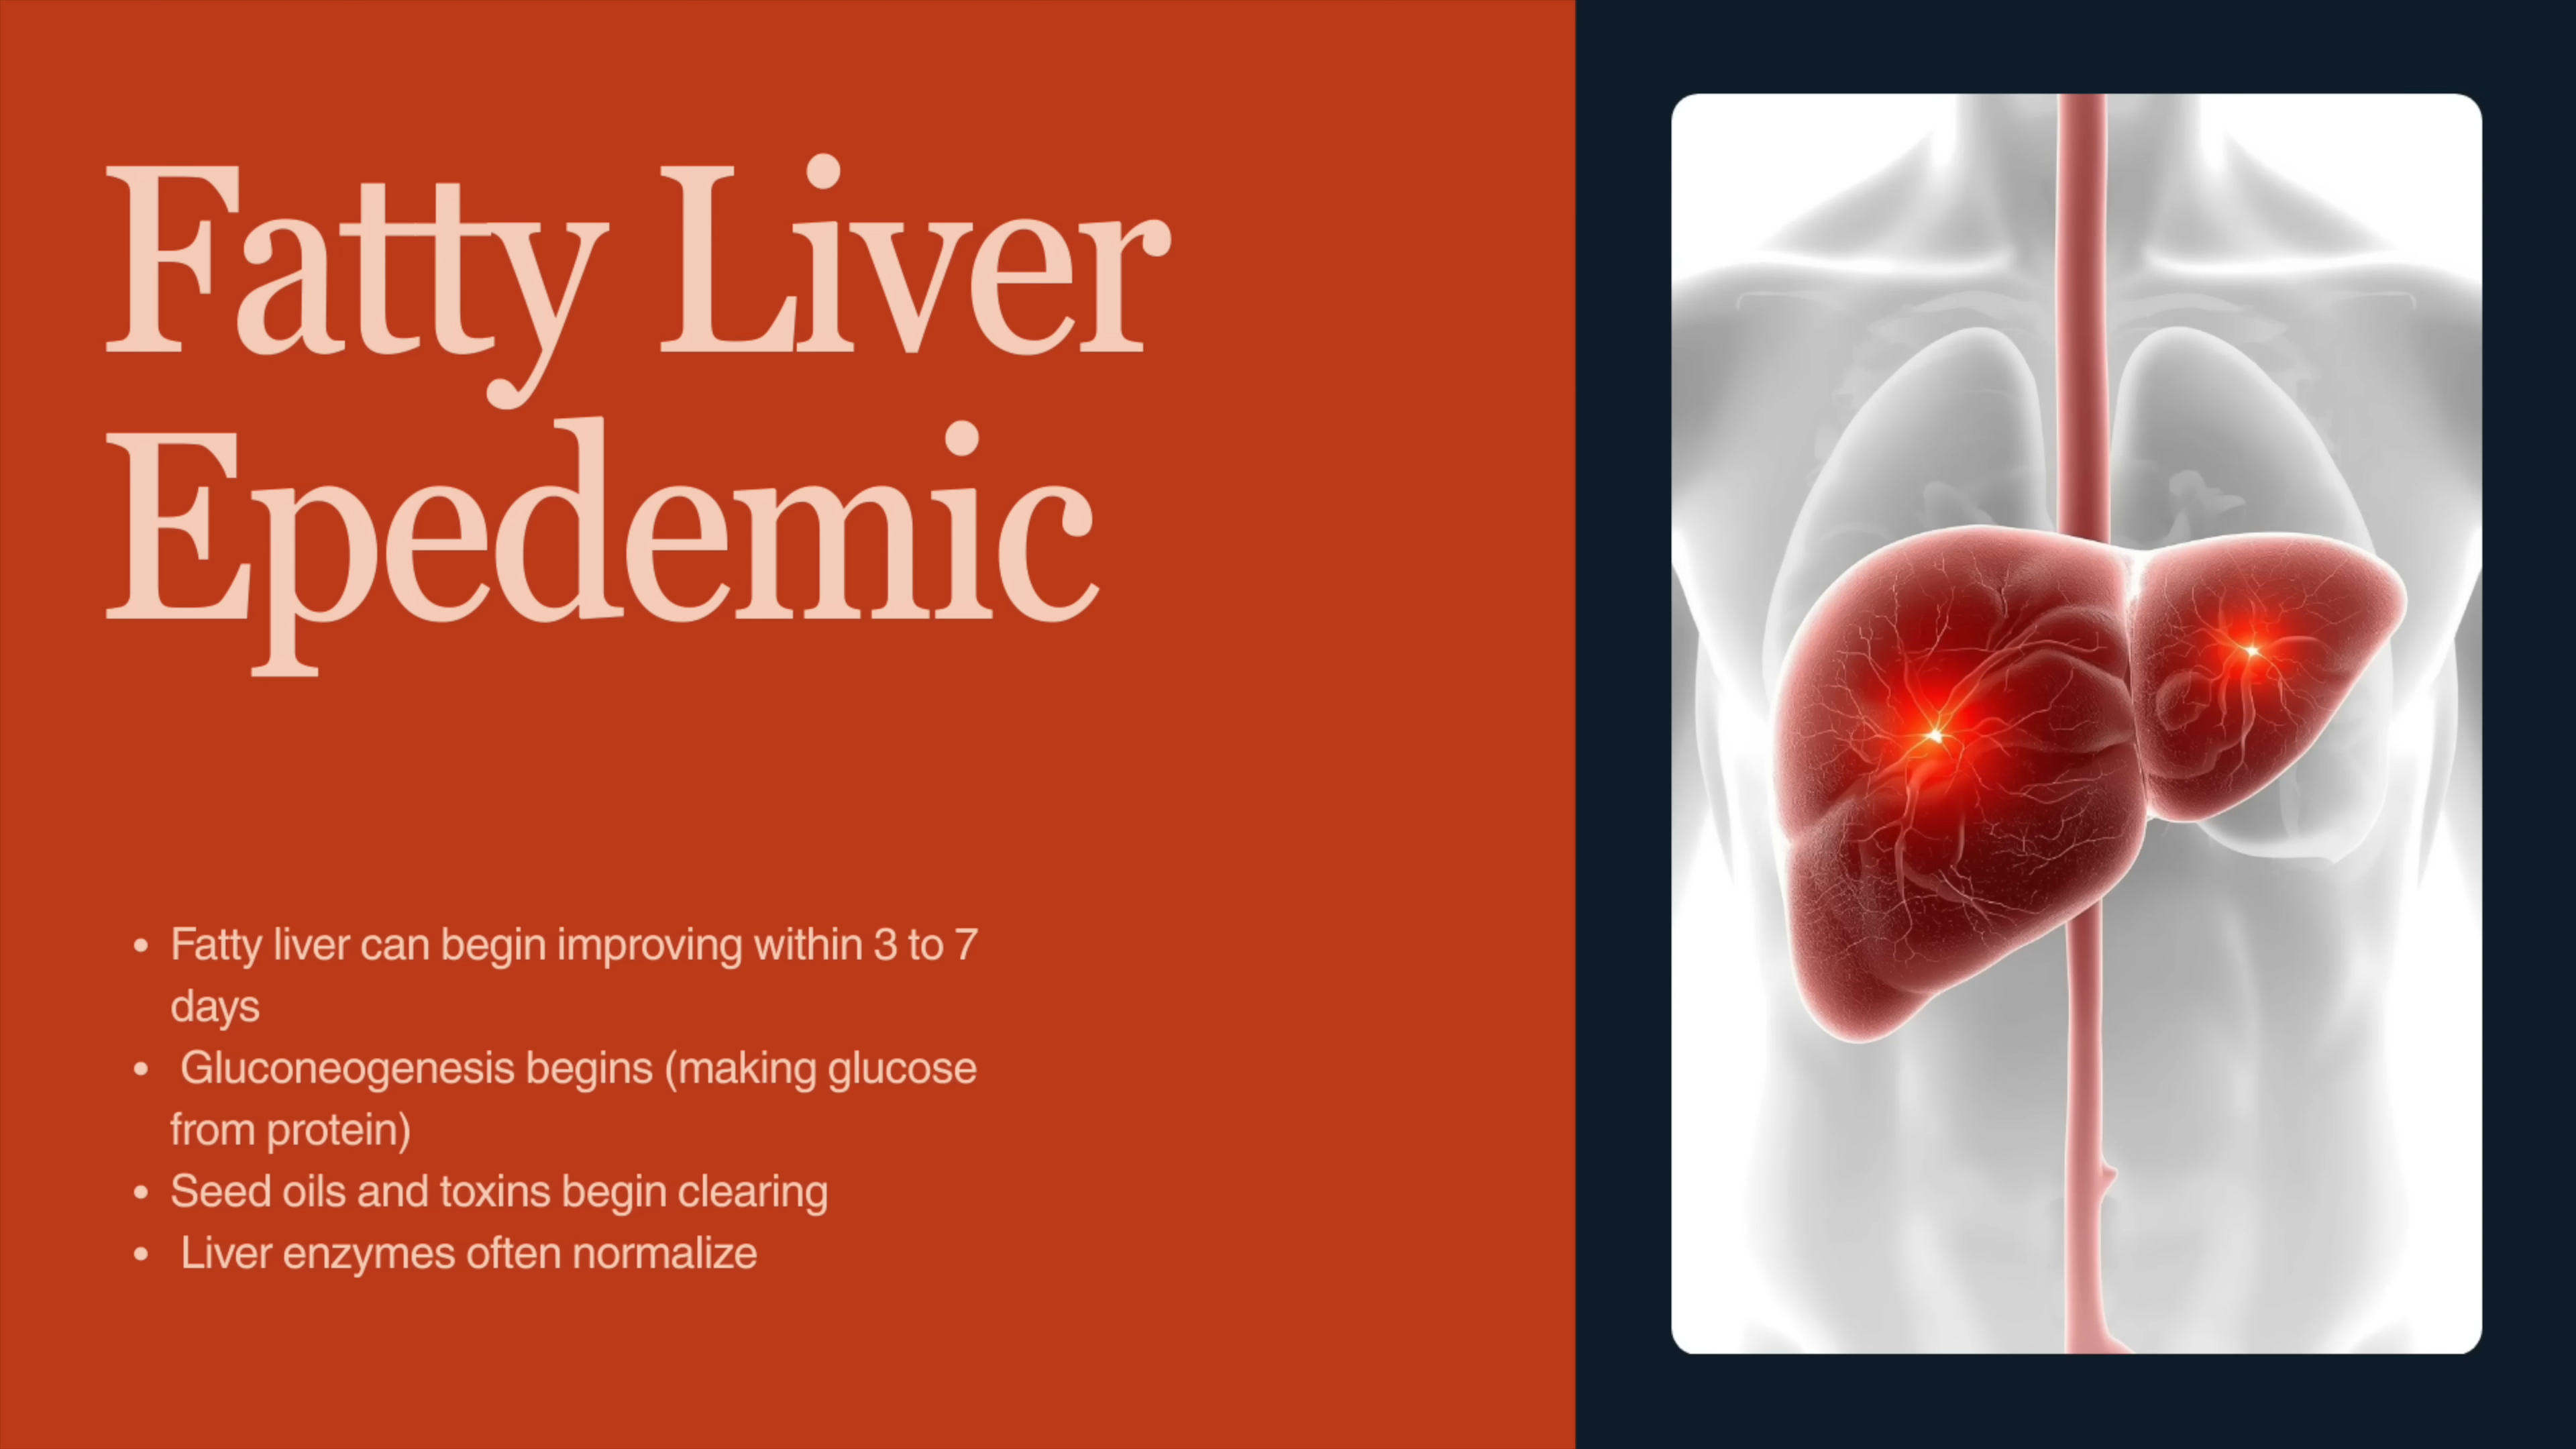 Fatty Liver
Epedemic
• Fatty liver can begin improving within 3 to 7
days
• Gluconeogenesis begins (making glucose
from protein)
• Seed oils and toxins begin clearing
• Liver enzymes often normalize